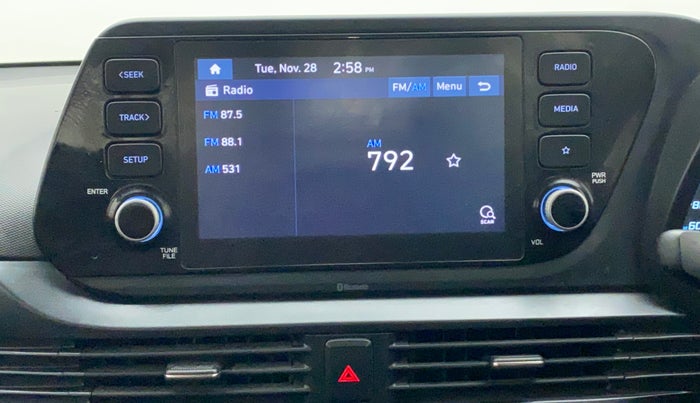 Tue, Nov. 28 2:58 PM
<SEEK
TRACK>
SETUP
ENTER
TUNE
FILE
Radio FM/AM Menu
FM 87.5
FM 88.1
AM 531
AM
792
SCAN
RADIO
MEDIA
PWR
PUSH
VOL
Bluetooth